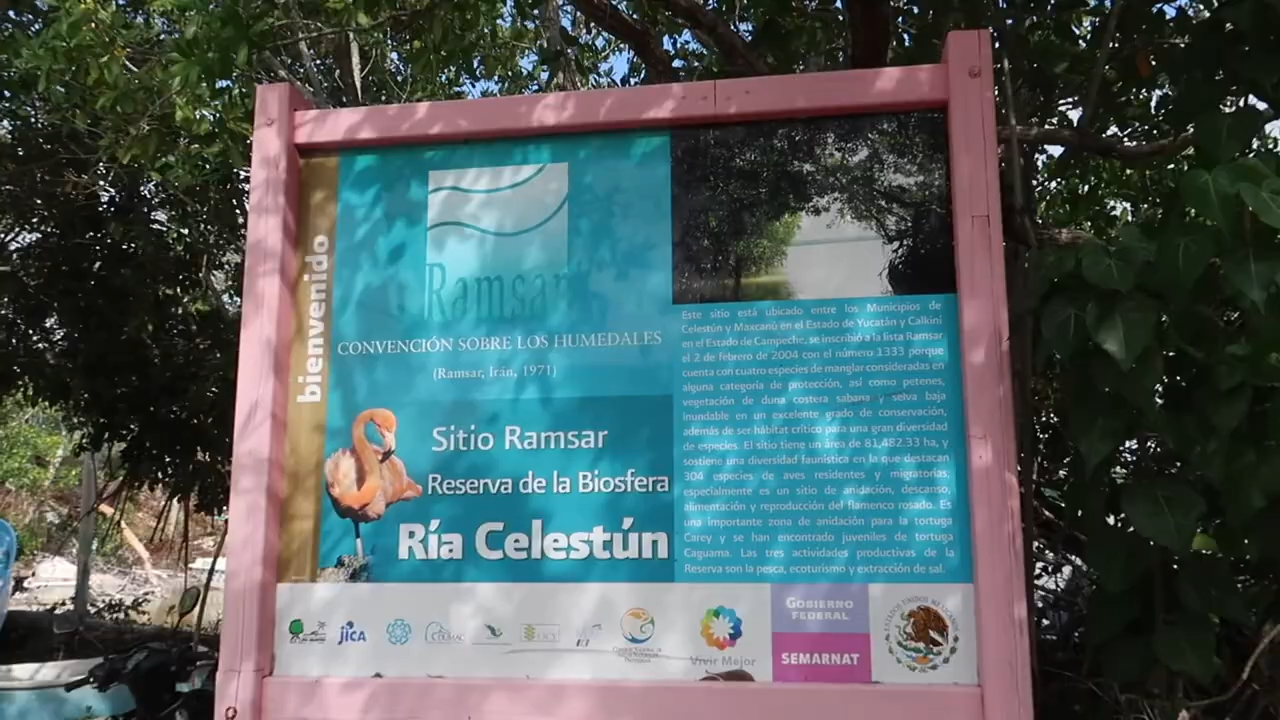 bienvenido
Ramsar
CONVENCIÓN SOBRE LOS HUMEDALES
(Ramsar, Irán, 1971)
Sitio Ramsar
Reserva de la Biosfera
Ría Celestún
Este sitio está ubicado entre los Municipios de
Celestún y Maxcanú en el Estado de Yucatán y Calkiní
en el Estado de Campeche, se inscribió a la lista Ramsar
el 2 de febrero de 2004 con el número 1333 porque
cuenta con cuatro especies de manglar consideradas en
alguna categoría de protección, así como petenes,
vegetación de duna costera sabana y selva baja
inundable en un excelente grado de conservación,
además de ser hábitat crítico para una gran diversidad
de especies. El sitio tiene un área de 81,482.33 ha, y
sostiene una diversidad faunística en la que destacan
304 especies de aves residentes y migratorias,
especialmente es un sitio de anidación, descanso,
alimentación y reproducción del flamenco rosado. Es
una importante zona de anidación para la tortuga
Carey y se han encontrado juveniles de tortuga
Caguama. Las tres actividades productivas de la
Reserva son la pesca, ecoturismo y extracción de sal.
jICA
Vivir Mejor
GOBIERNO
FEDERAL
SEMARNAT
ESTADOS UNIDOS MEXICANOS